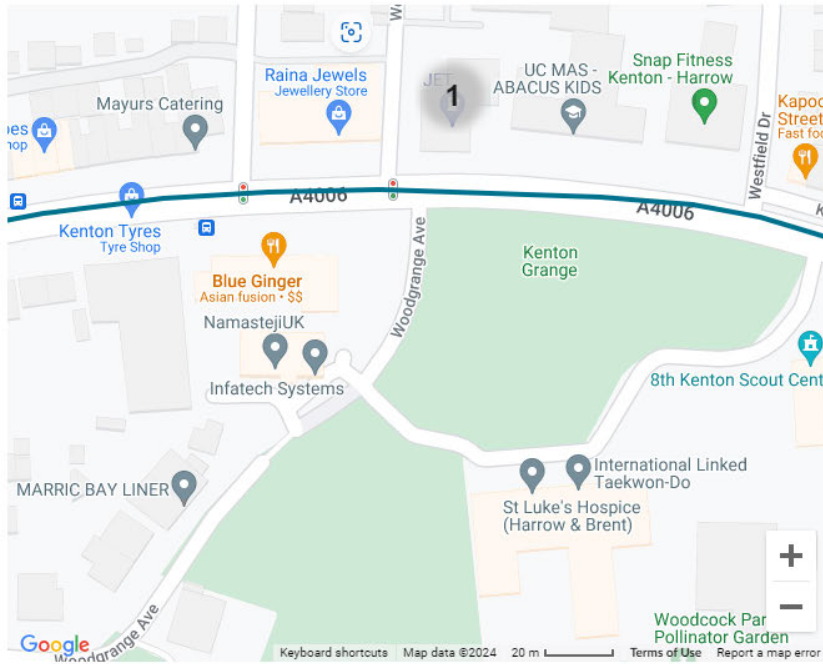 Wo
Raina Jewels
Jewellery Store
Mayurs Catering
JET
1
UC MAS -
ABACUS KIDS
Snap Fitness
Kenton - Harrow
Kapoo
Street
Fast foo
Westfield Dr
pes
hop
A4006
A4006
K
Kenton Tyres
Tyre Shop
Blue Ginger
Asian fusion • $$
Woodgrange Ave
Kenton
Grange
NamastejiUK
Infatech Systems
8th Kenton Scout Cent
MARRIC BAY LINER
International Linked
Taekwon-Do
St Luke's Hospice
(Harrow & Brent)
Woodgrange Ave
Woodcock Par
Pollinator Garden
+
−
Google
Keyboard shortcuts
Map data ©2024
20 m
Terms of Use
Report a map error